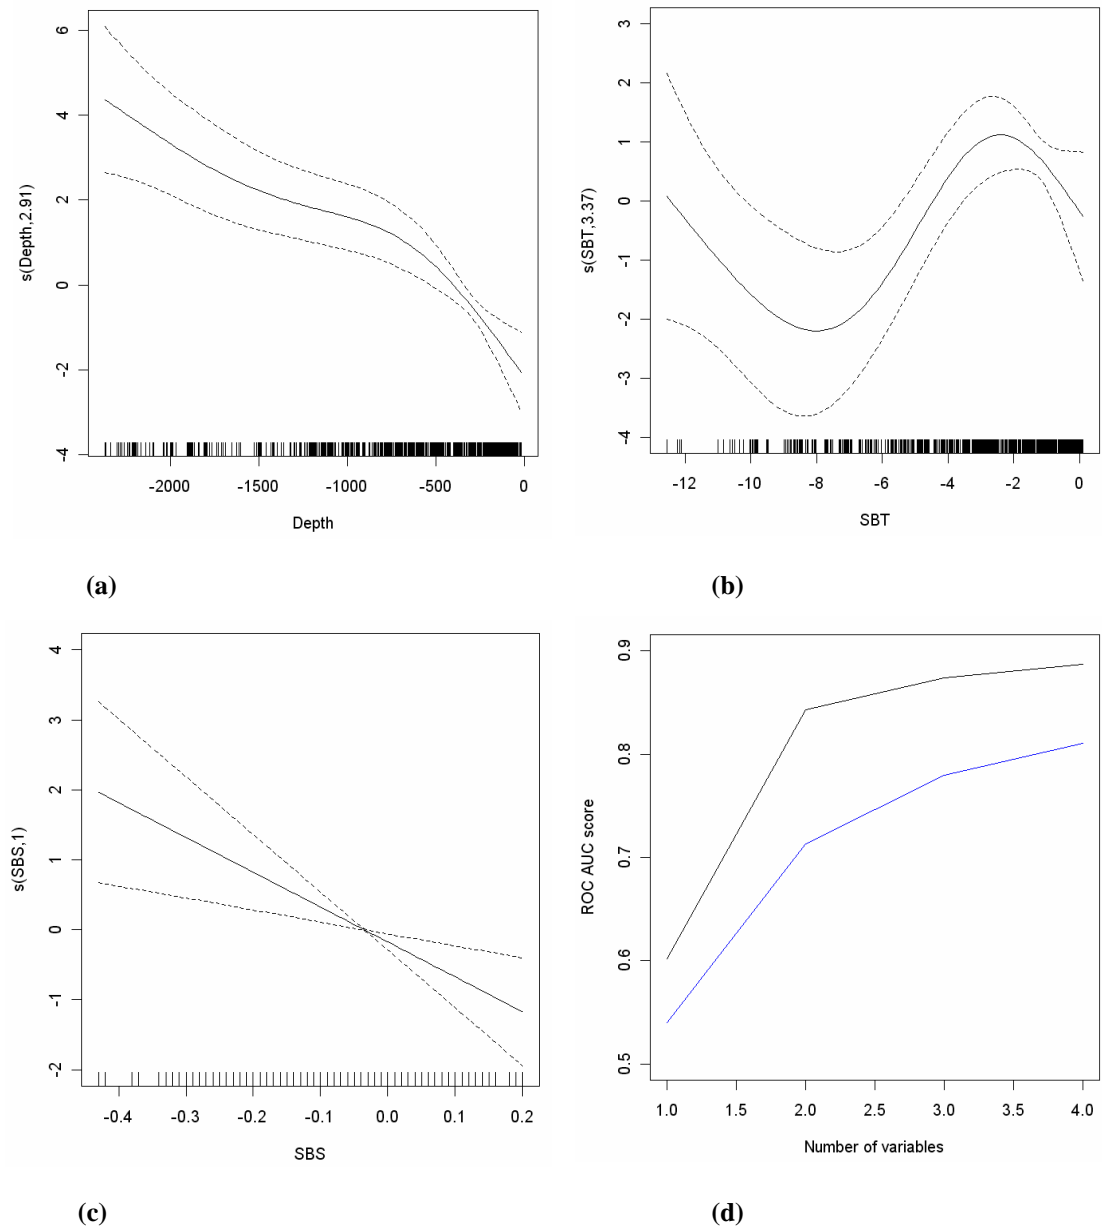 6
4
2
0
-2
-4
s(Depth,2.91)
-2000 -1500 -1000 -500 0
Depth
(a)
3
2
1
0
-1
-2
-3
-4
s(SBT,3.37)
-12 -10 -8 -6 -4 -2 0
SBT
(b)
4
3
2
1
0
-1
-2
s(SBS,1)
-0.4 -0.3 -0.2 -0.1 0.0 0.1 0.2
SBS
(c)
0.9
0.8
0.7
0.6
0.5
ROC AUC score
1.0 1.5 2.0 2.5 3.0 3.5 4.0
Number of variables
(d)